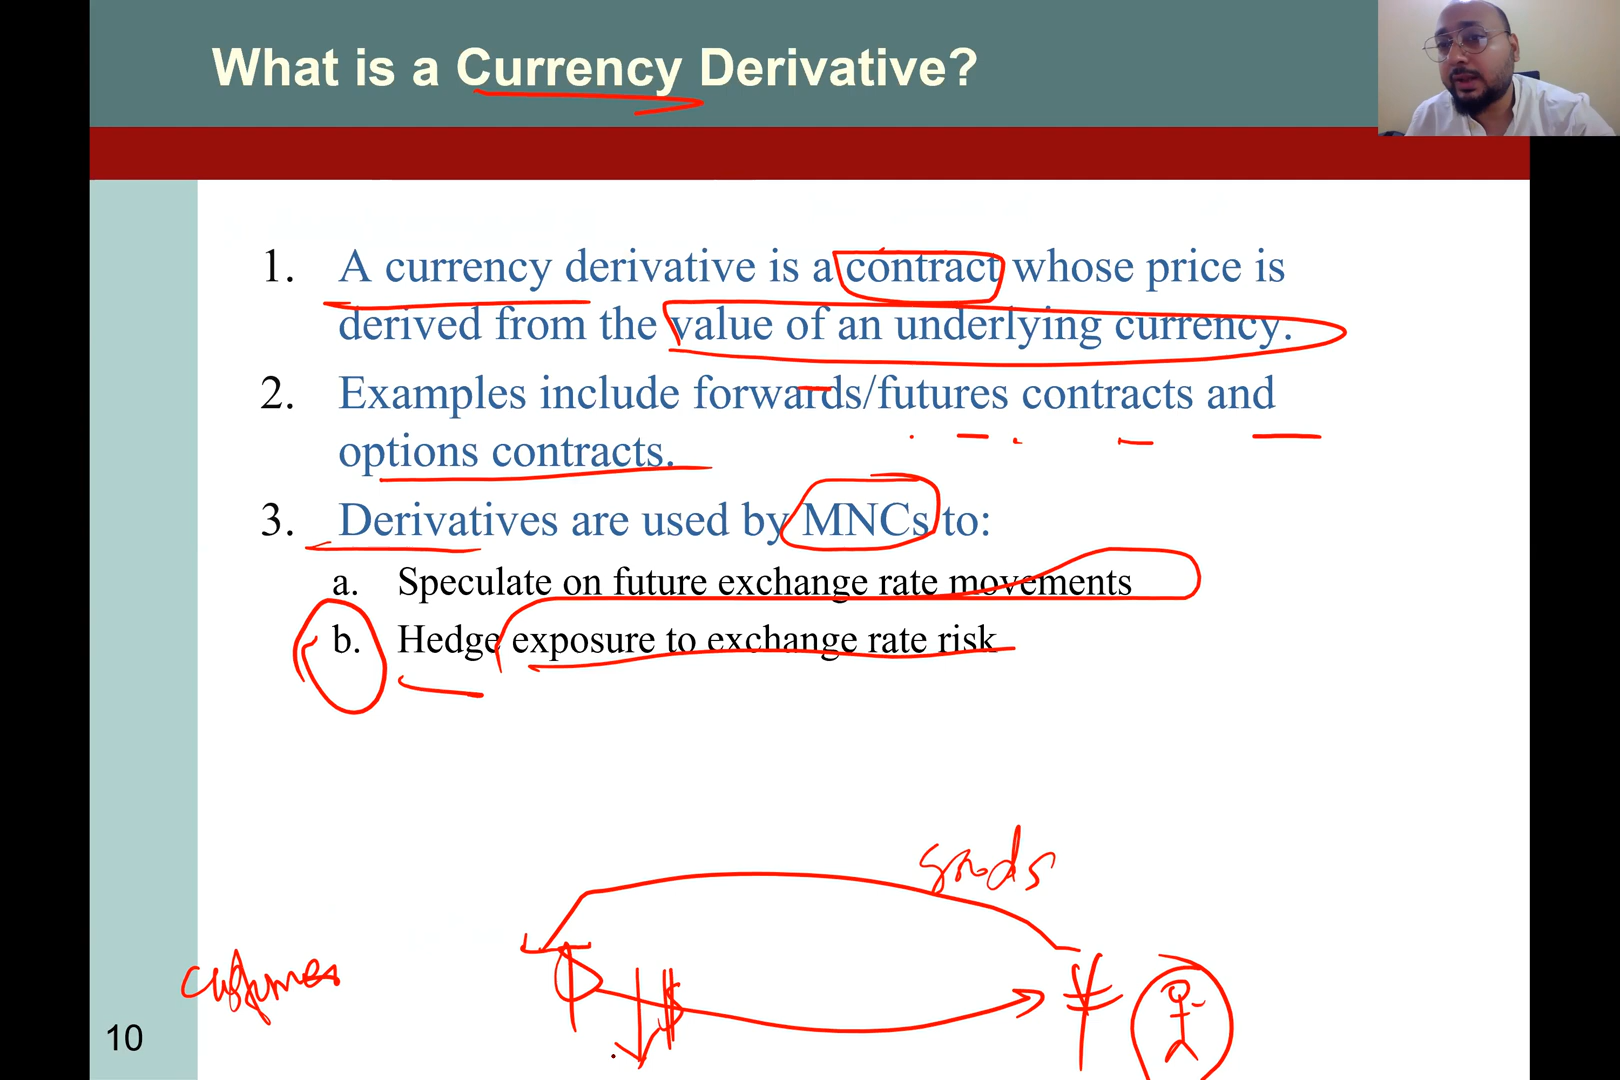 What is a Currency Derivative?
1. A currency derivative is a contract whose price is
derived from the value of an underlying currency.
2. Examples include forwards/futures contracts and
options contracts.
3. Derivatives are used by MNCs to:
a. Speculate on future exchange rate movements
b. Hedge exposure to exchange rate risk
goods
$ ¥
10